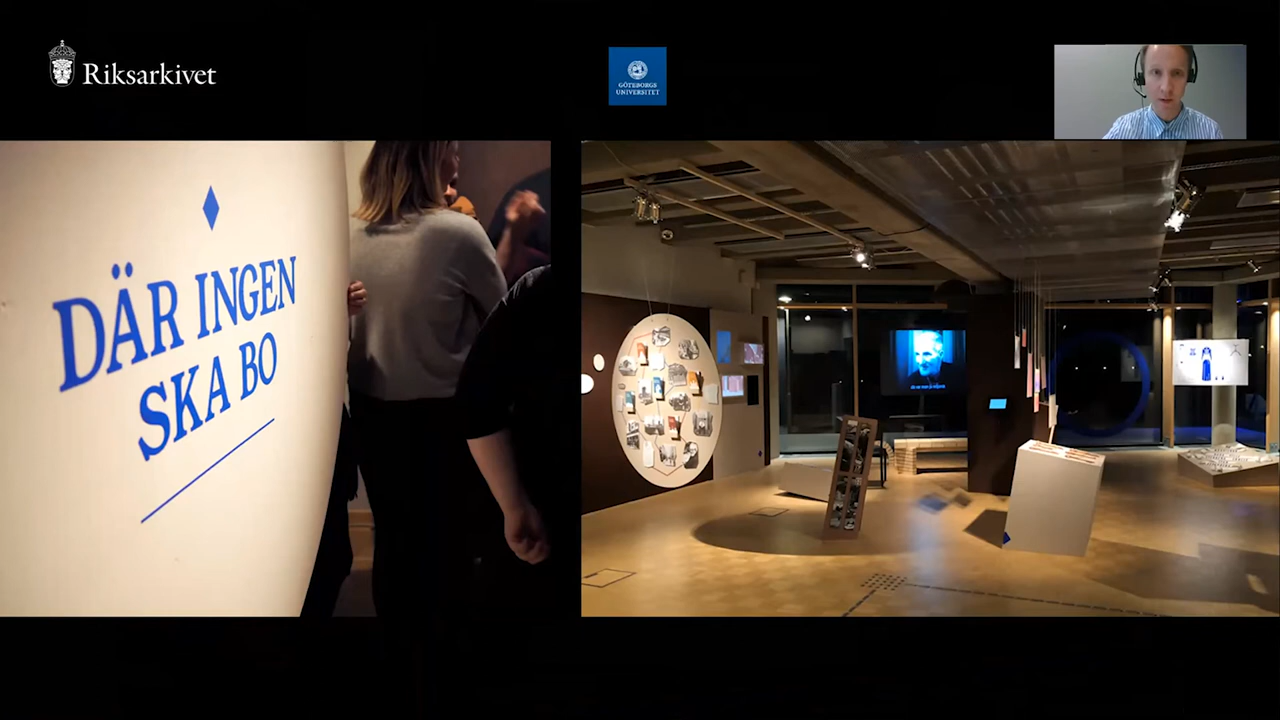 Riksarkivet
GÖTEBORGS
UNIVERSITET
DÄR INGEN
SKA BO